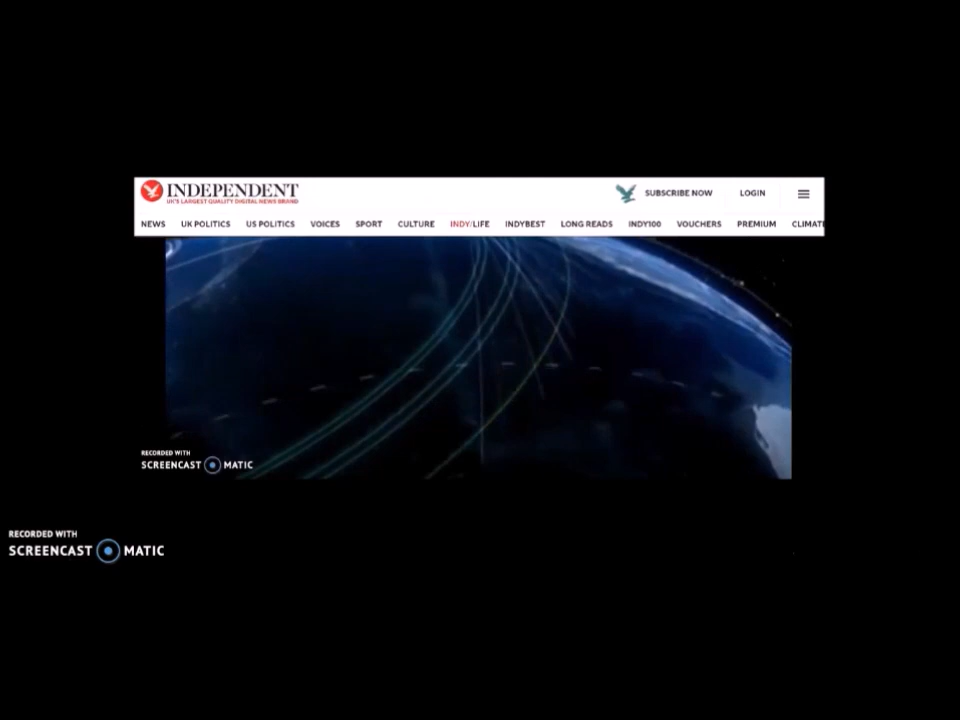 INDEPENDENT
UK'S LARGEST QUALITY DIGITAL NEWS BRAND
SUBSCRIBE NOW LOGIN
NEWS UK POLITICS US POLITICS VOICES SPORT CULTURE INDY/LIFE INDYBEST LONG READS INDY100 VOUCHERS PREMIUM CLIMATE
RECORDED WITH
SCREENCAST MATIC
RECORDED WITH
SCREENCAST MATIC